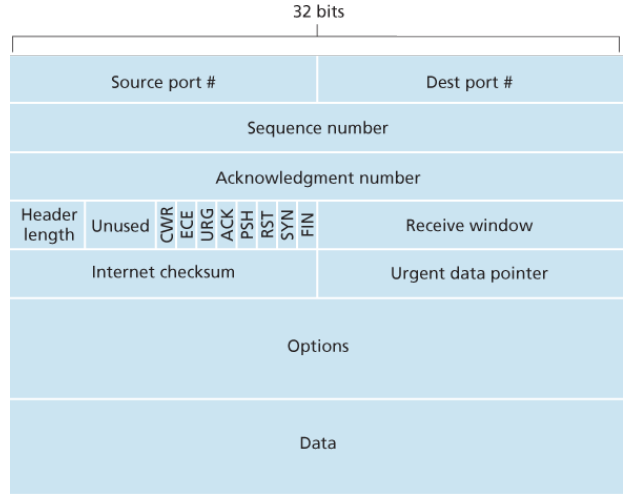 32 bits
Source port #
Dest port #
Sequence number
Acknowledgment number
Header
length
Unused
CWR
ECE
URG
ACK
PSH
RST
SYN
FIN
Receive window
Internet checksum
Urgent data pointer
Options
Data